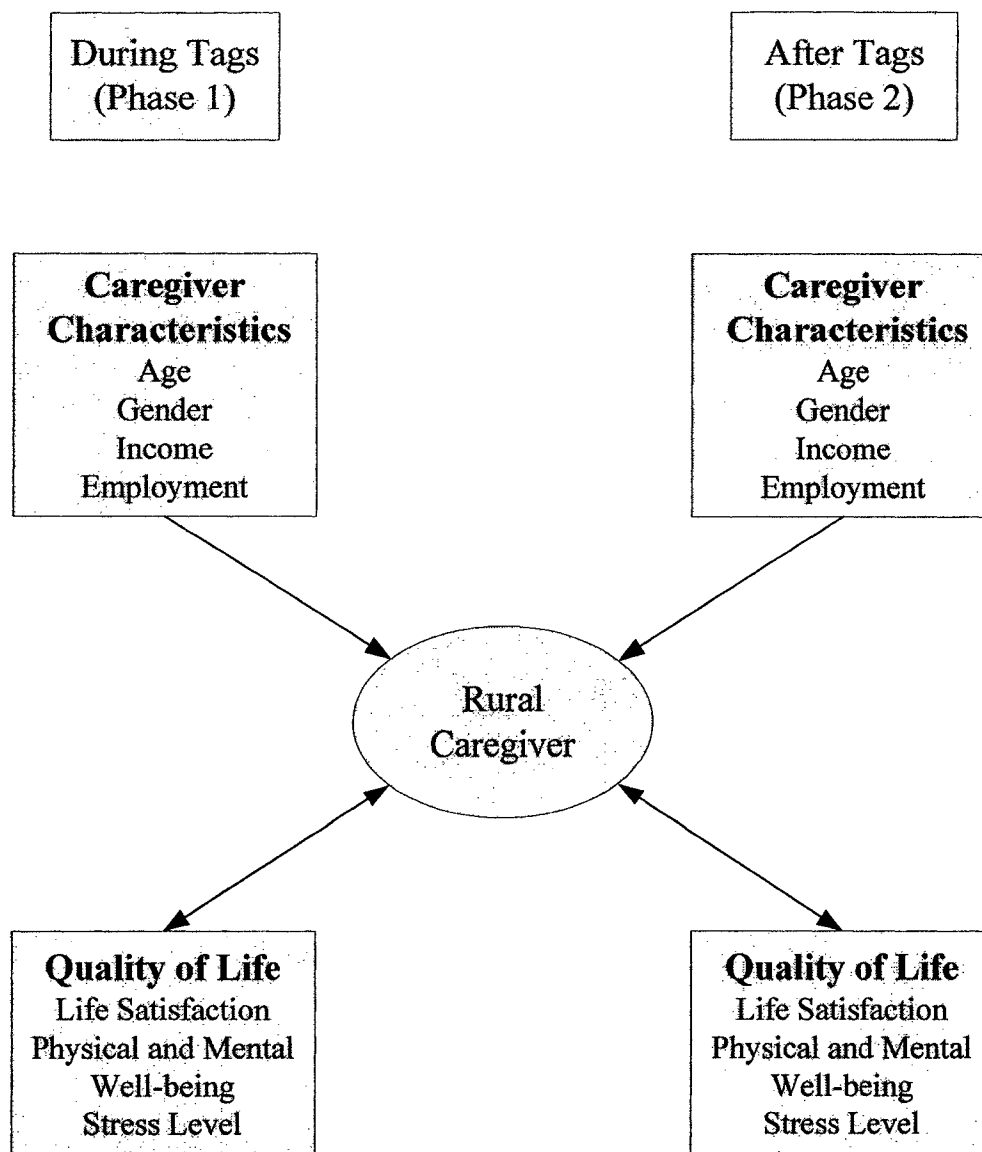 During Tags
(Phase 1)
After Tags
(Phase 2)
Caregiver
Characteristics
Age
Gender
Income
Employment
Caregiver
Characteristics
Age
Gender
Income
Employment
Rural
Caregiver
Quality of Life
Life Satisfaction
Physical and Mental
Well-being
Stress Level
Quality of Life
Life Satisfaction
Physical and Mental
Well-being
Stress Level